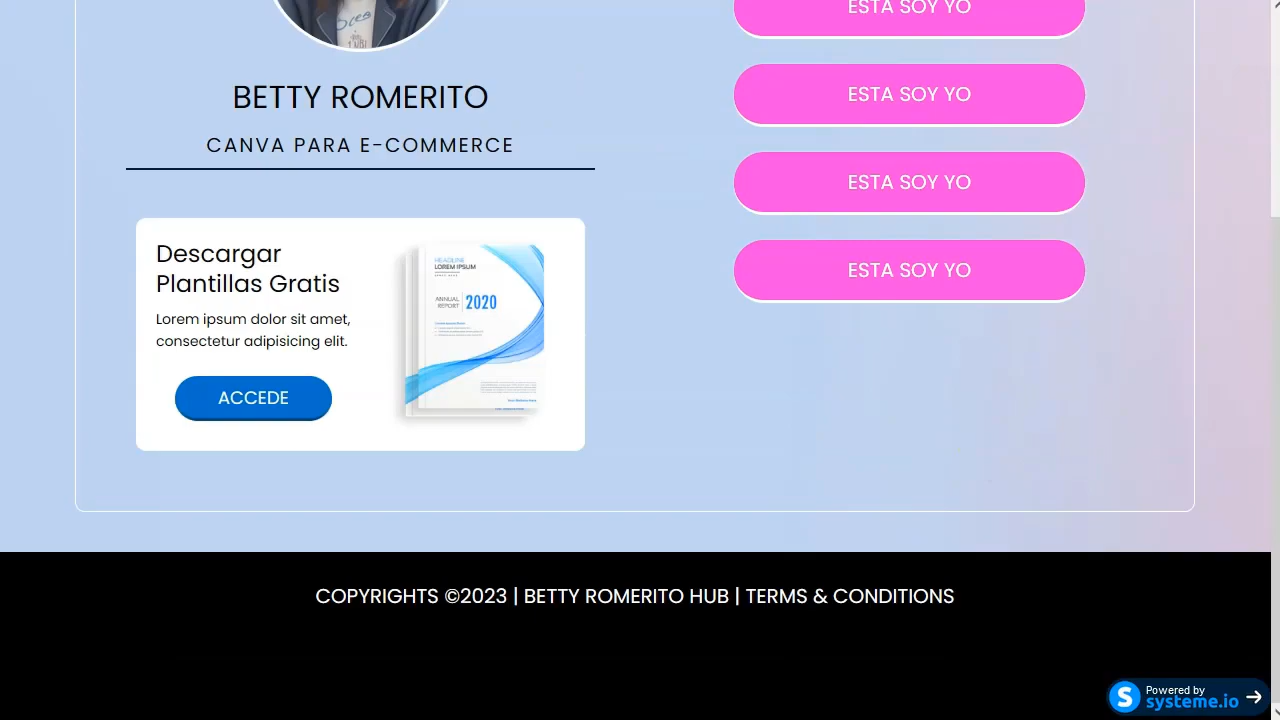 ESTA SOY YO
BETTY ROMERITO
CANVA PARA E-COMMERCE
ESTA SOY YO
ESTA SOY YO
ESTA SOY YO
Descargar
Plantillas Gratis
Lorem ipsum dolor sit amet,
consectetur adipisicing elit.
ACCEDE
HEADLINE
LOREM IPSUM
ANNUAL
REPORT
2020
COPYRIGHTS ©2023 | BETTY ROMERITO HUB | TERMS & CONDITIONS
Powered by
systeme.io